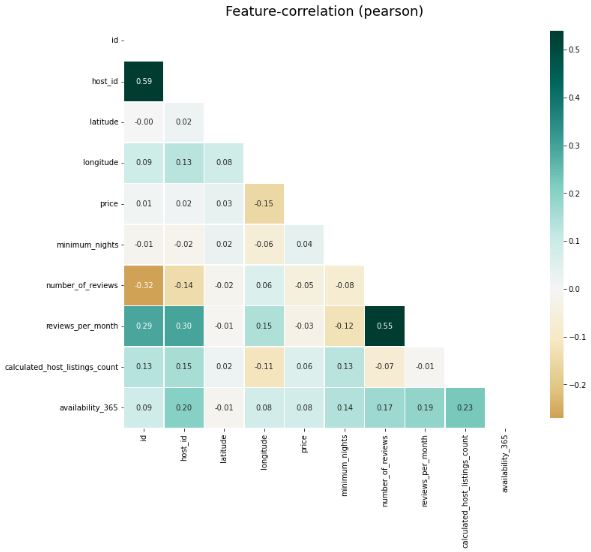 Feature-correlation (pearson)
id
host_id 0.59
latitude -0.00 0.02
longitude 0.09 0.13 0.08
price 0.01 0.02 0.03 -0.15
minimum_nights -0.01 -0.02 0.02 -0.06 0.04
number_of_reviews -0.32 -0.14 -0.02 0.06 -0.05 -0.08
reviews_per_month 0.29 0.30 -0.01 0.15 -0.03 -0.12 0.55
calculated_host_listings_count 0.13 0.15 0.02 -0.11 0.06 0.13 -0.07 -0.01
availability_365 0.09 0.20 -0.01 0.08 0.08 0.14 0.17 0.19 0.23
id
host_id
latitude
longitude
price
minimum_nights
number_of_reviews
reviews_per_month
calculated_host_listings_count
availability_365
0.5
0.4
0.3
0.2
0.1
0.0
−0.1
−0.2